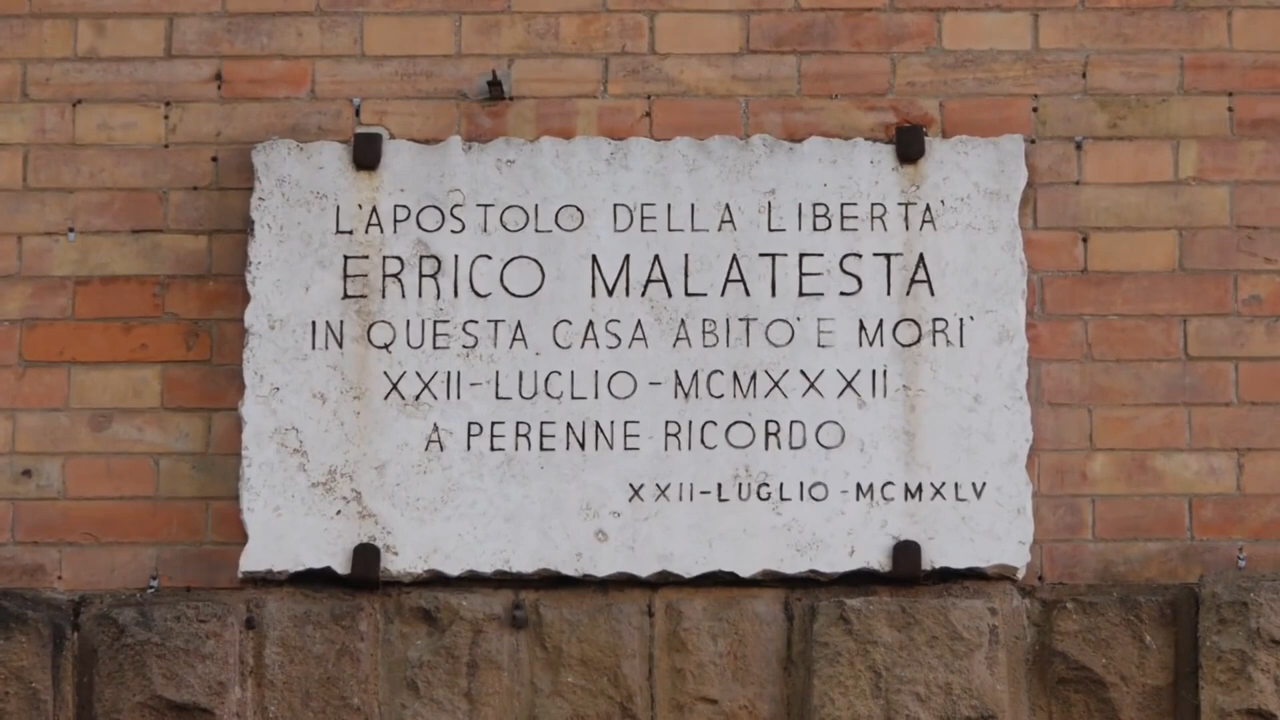 L'APOSTOLO DELLA LIBERTA'
ERRICO MALATESTA
IN QUESTA CASA ABITO' E MORI'
XXII-LUGLIO-MCMXXXII
A PERENNE RICORDO
XXII-LUGLIO-MCMXLV